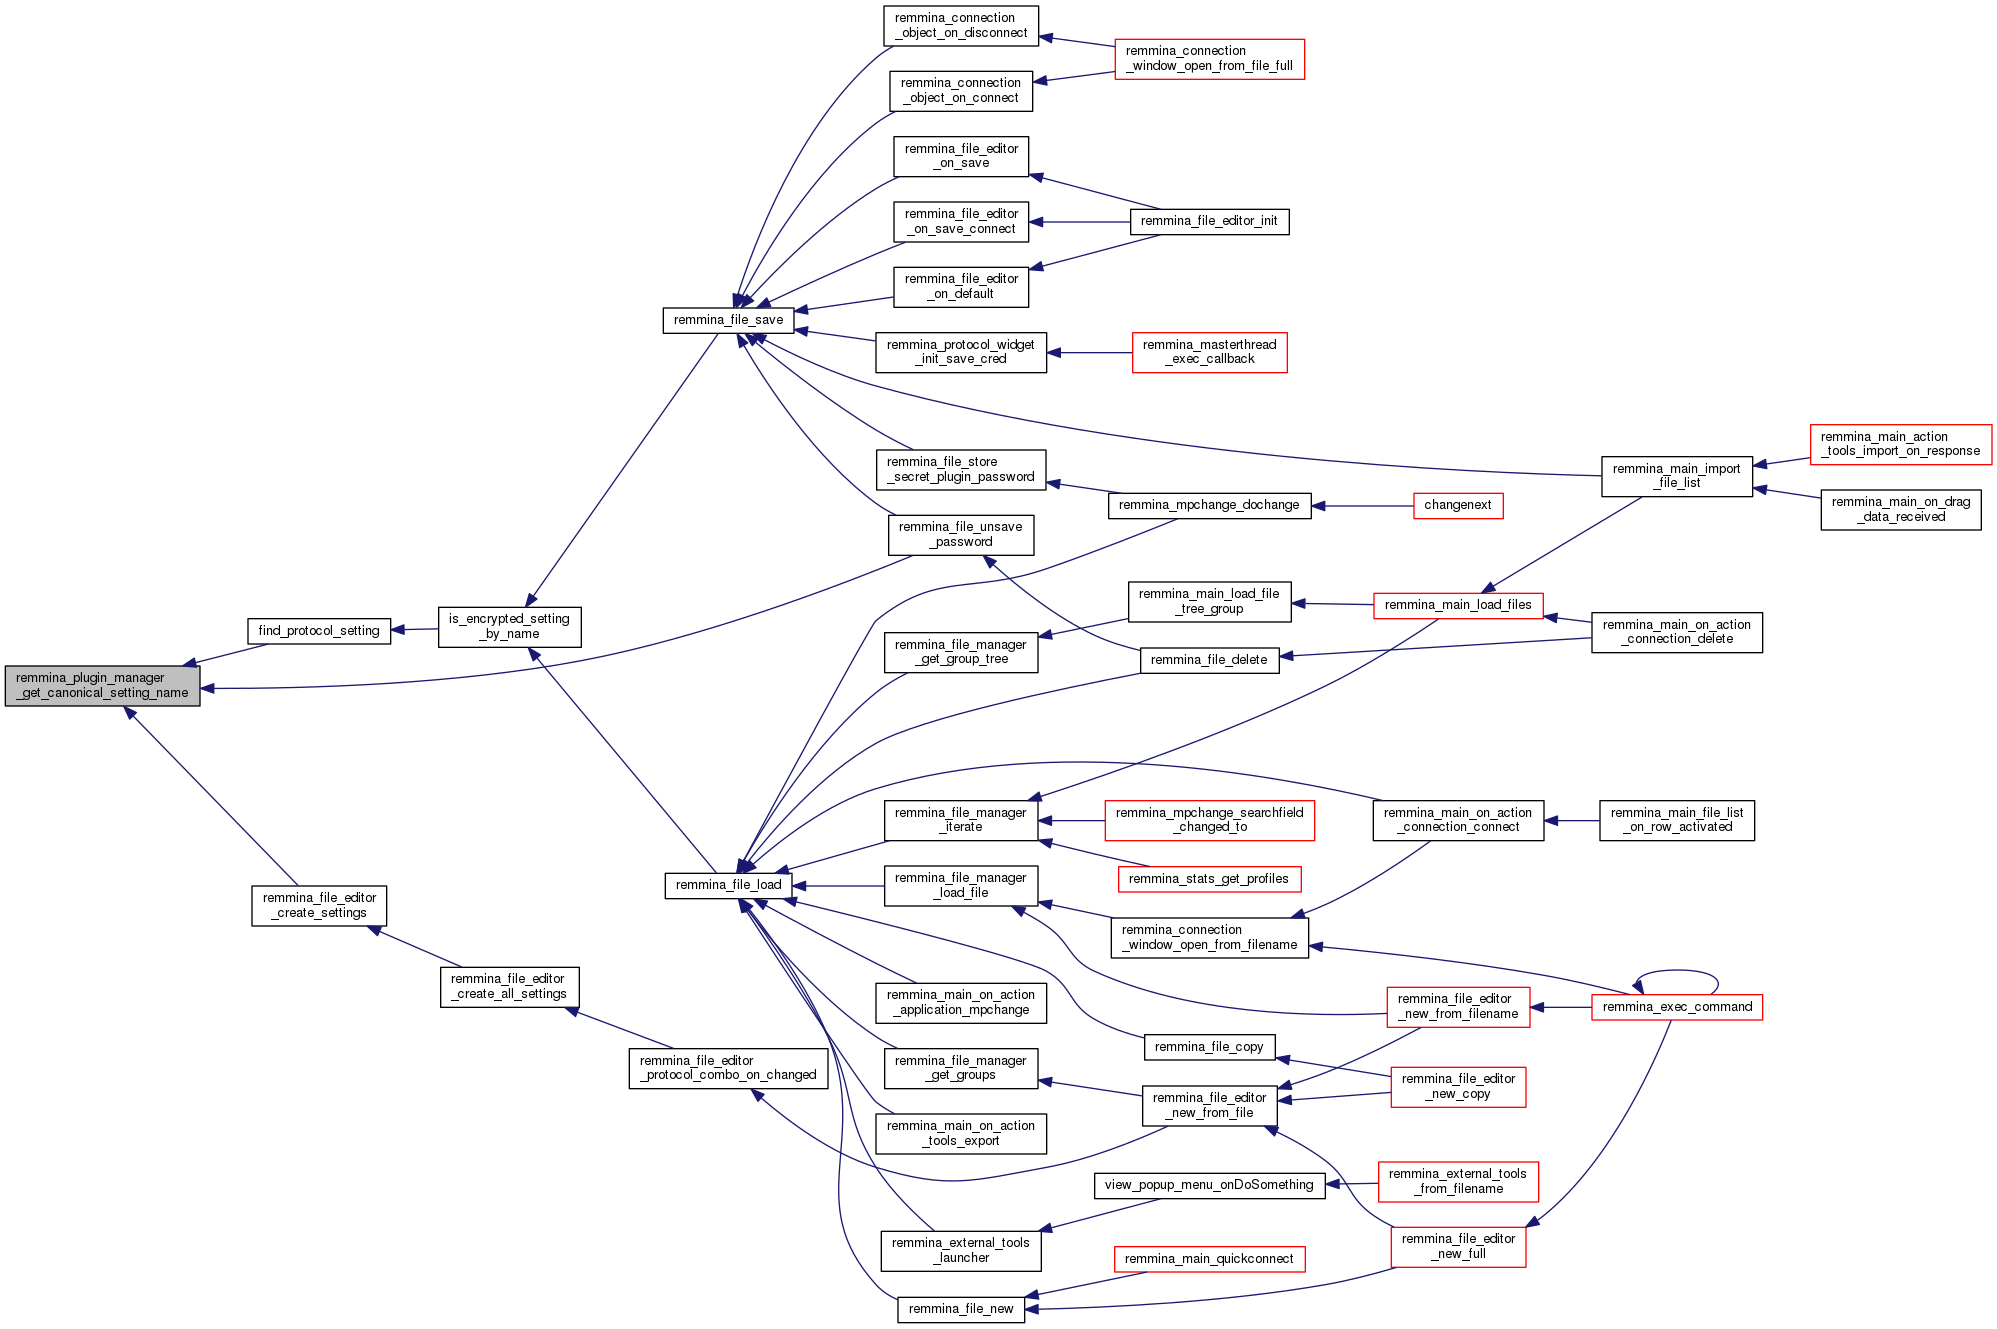 remmina_connection
_object_on_disconnect
remmina_connection
_window_open_from_file_full
remmina_connection
_object_on_connect
remmina_file_editor
_on_save
remmina_file_editor
_on_save_connect
remmina_file_editor_init
remmina_file_editor
_on_default
remmina_file_save
remmina_protocol_widget
_init_save_cred
remmina_masterthread
_exec_callback
remmina_main_action
_tools_import_on_response
remmina_file_store
_secret_plugin_password
remmina_main_import
_file_list
remmina_mpchange_dochange
changenext
remmina_main_on_drag
_data_received
remmina_file_unsave
_password
remmina_main_load_file
_tree_group
remmina_main_load_files
is_encrypted_setting
_by_name
find_protocol_setting
remmina_main_on_action
_connection_delete
remmina_file_manager
_get_group_tree
remmina_file_delete
remmina_plugin_manager
_get_canonical_setting_name
remmina_file_manager
_iterate
remmina_mpchange_searchfield
_changed_to
remmina_main_on_action
_connection_connect
remmina_main_file_list
_on_row_activated
remmina_stats_get_profiles
remmina_file_load
remmina_file_manager
_load_file
remmina_file_editor
_create_settings
remmina_connection
_window_open_from_filename
remmina_file_editor
_create_all_settings
remmina_main_on_action
_application_mpchange
remmina_file_editor
_new_from_filename
remmina_exec_command
remmina_file_copy
remmina_file_editor
_protocol_combo_on_changed
remmina_file_manager
_get_groups
remmina_file_editor
_new_copy
remmina_file_editor
_new_from_file
remmina_main_on_action
_tools_export
view_popup_menu_onDoSomething
remmina_external_tools
_from_filename
remmina_external_tools
_launcher
remmina_file_editor
_new_full
remmina_main_quickconnect
remmina_file_new